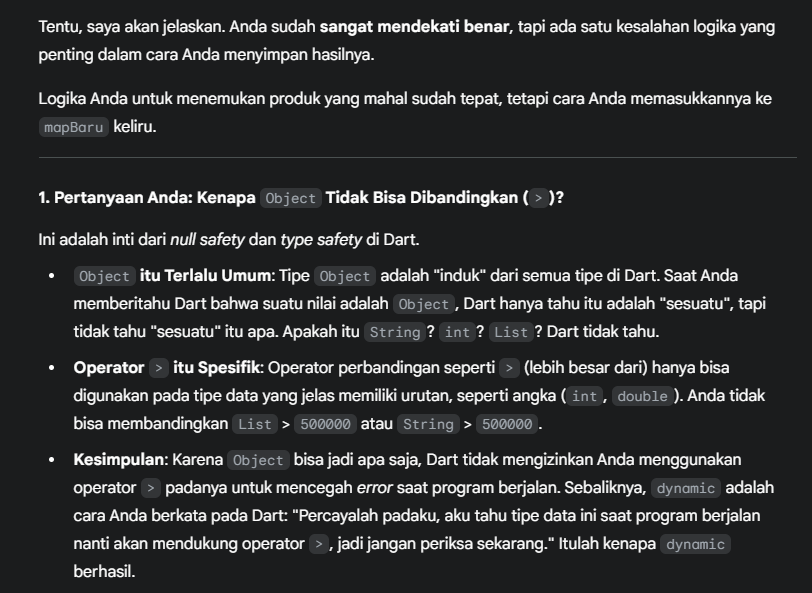 Tentu, saya akan jelaskan. Anda sudah sangat mendekati benar, tapi ada satu kesalahan logika yang
penting dalam cara Anda menyimpan hasilnya.
Logika Anda untuk menemukan produk yang mahal sudah tepat, tetapi cara Anda memasukkannya ke
mapBaru keliru.
1. Pertanyaan Anda: Kenapa Object Tidak Bisa Dibandingkan ( > )?
Ini adalah inti dari null safety dan type safety di Dart.
• Object itu Terlalu Umum: Tipe Object adalah "induk" dari semua tipe di Dart. Saat Anda
memberitahu Dart bahwa suatu nilai adalah Object, Dart hanya tahu itu adalah "sesuatu", tapi
tidak tahu "sesuatu" itu apa. Apakah itu String? int? List? Dart tidak tahu.
• Operator > itu Spesifik: Operator perbandingan seperti > (lebih besar dari) hanya bisa
digunakan pada tipe data yang jelas memiliki urutan, seperti angka (int, double). Anda tidak
bisa membandingkan List > 500000 atau String > 500000.
• Kesimpulan: Karena Object bisa jadi apa saja, Dart tidak mengizinkan Anda menggunakan
operator > padanya untuk mencegah error saat program berjalan. Sebaliknya, dynamic adalah
cara Anda berkata pada Dart: "Percayalah padaku, aku tahu tipe data ini saat program berjalan
nanti akan mendukung operator >, jadi jangan periksa sekarang." Itulah kenapa dynamic
berhasil.